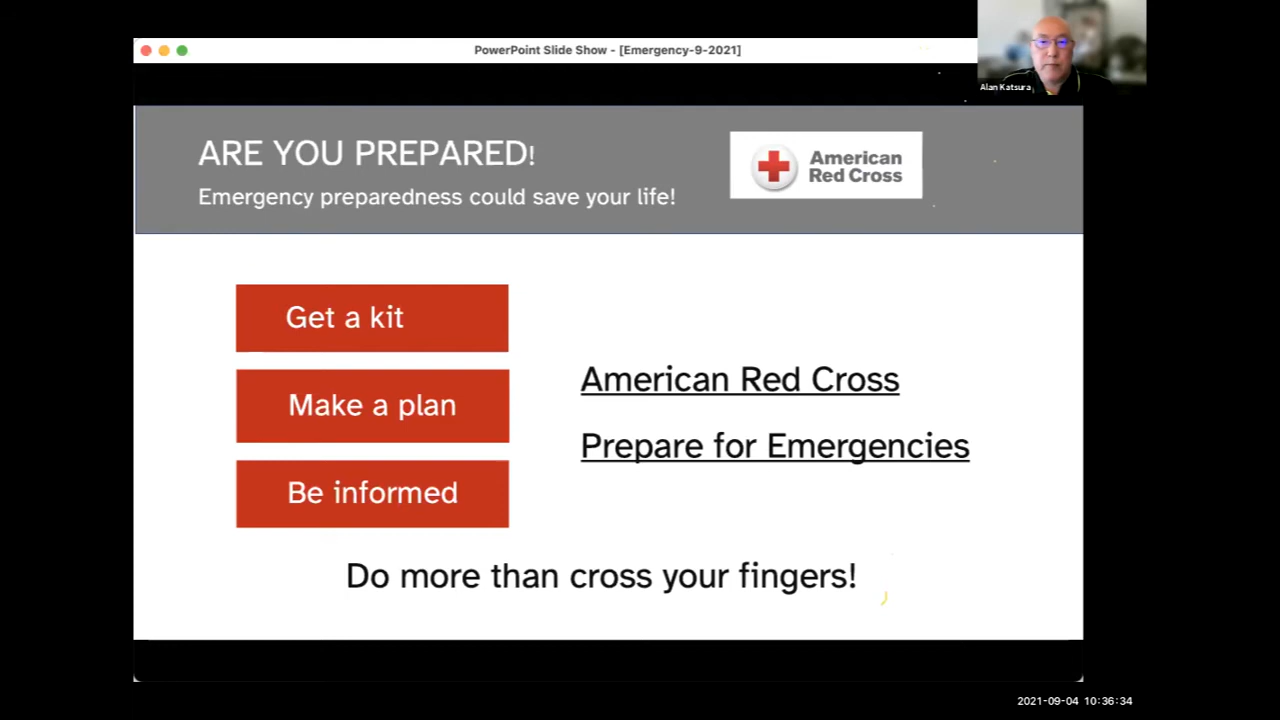 PowerPoint Slide Show - [Emergency-9-2021]
Alan Katsura
ARE YOU PREPARED!
Emergency preparedness could save your life!
American
Red Cross
Get a kit
Make a plan
Be informed
American Red Cross
Prepare for Emergencies
Do more than cross your fingers!
2021-09-04 10:36:34